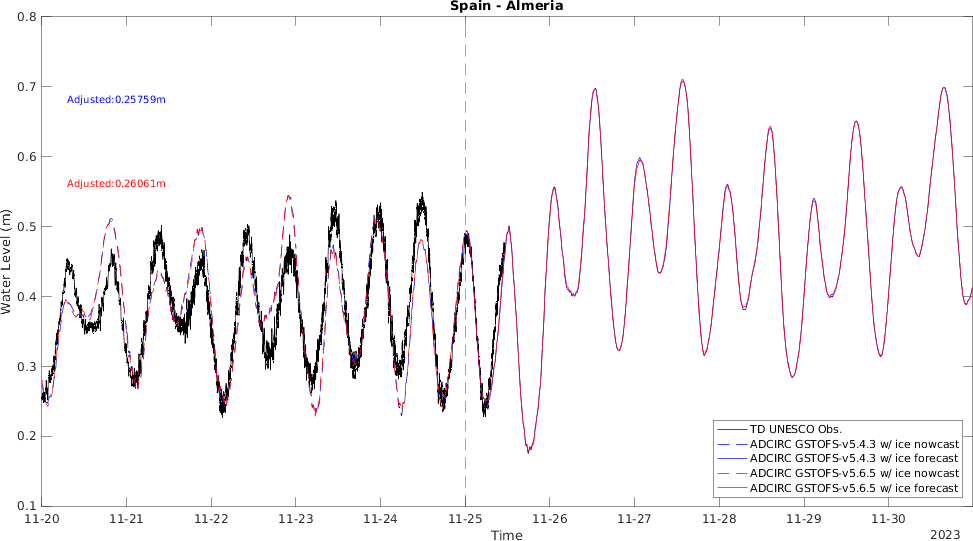 Spain - Almeria
0.8
0.7
0.6
0.5
0.4
0.3
0.2
0.1
Water Level (m)
Adjusted:0.25759m
Adjusted:0.26061m
TD UNESCO Obs.
ADCIRC GSTOFS-v5.4.3 w/ ice nowcast
ADCIRC GSTOFS-v5.4.3 w/ ice forecast
ADCIRC GSTOFS-v5.6.5 w/ ice nowcast
ADCIRC GSTOFS-v5.6.5 w/ ice forecast
11-20 11-21 11-22 11-23 11-24 11-25 11-26 11-27 11-28 11-29 11-30
Time
2023